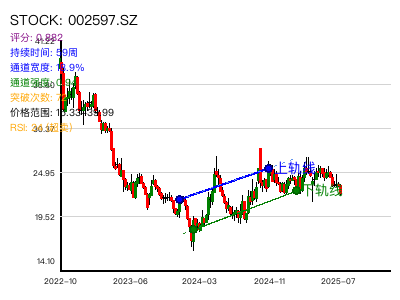 STOCK: 002597.SZ
评分: 0.882
41.22
持续时间: 59周
通道宽度:
通道强度:
突破次数:
30.37
价格范围:
RSI:
24.95
上轨线
下轨线
19.52
14.10
2022-10
2023-06
2024-03
2024-11
2025-07